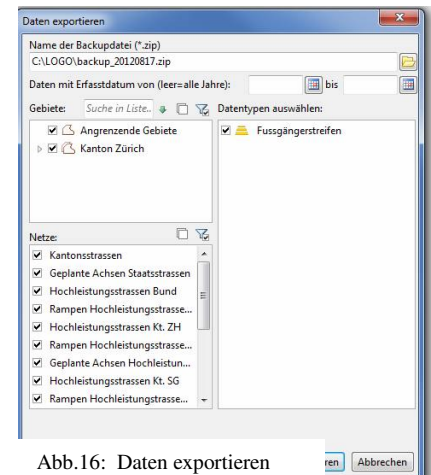 Daten exportieren
Name der Backupdatei (*.zip)
C:\LOGO\backup_20120817.zip
Daten mit Erfasstdatum von (leer=alle Jahre): bis
Gebiete: Suche in Liste.. Datentypen auswählen:
Angrenzende Gebiete
Kanton Zürich
Fussgängerstreifen
Netze:
Kantonsstrassen
Geplante Achsen Staatsstrassen
Hochleistungsstrassen Bund
Rampen Hochleistungsstrasse...
Hochleistungsstrassen Kt. ZH
Rampen Hochleistungsstrasse...
Geplante Achsen Hochleistun...
Hochleistungsstrassen Kt. SG
Rampen Hochleistungstrasse...
Abb.16: Daten exportieren
ren Abbrechen